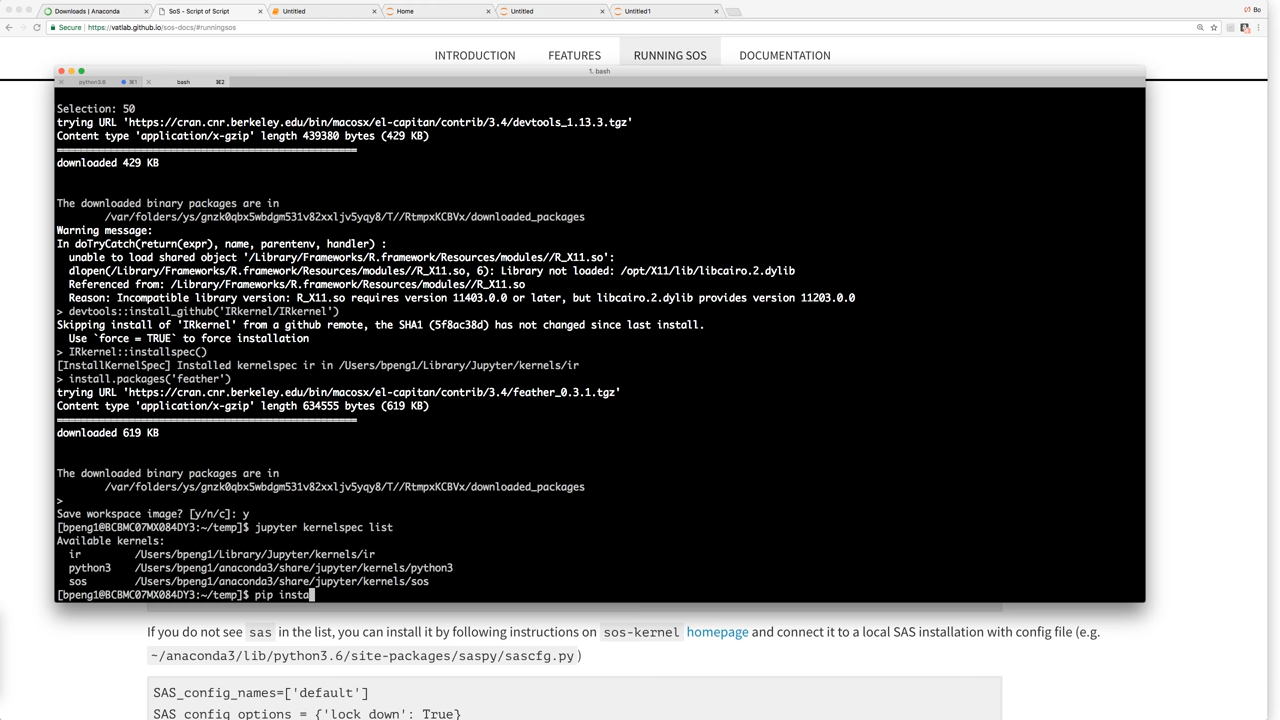 Downloads | Anaconda
SoS - Script of Script
Untitled
Home
Untitled
Untitled1
Bo
Secure
https://vatlab.github.io/sos-docs/#runningsos
INTRODUCTION
FEATURES
RUNNING SOS
DOCUMENTATION
1. bash
python3.6
⌘1
bash
⌘2
Selection: 50
trying URL 'https://cran.cnr.berkeley.edu/bin/macosx/el-capitan/contrib/3.4/devtools_1.13.3.tgz'
Content type 'application/x-gzip' length 439380 bytes (429 KB)
==================================================
downloaded 429 KB
The downloaded binary packages are in
/var/folders/ys/gnzk0qbx5wbdgm531v82xxljv5yqy8/T//RtmpxKCBVx/downloaded_packages
Warning message:
In doTryCatch(return(expr), name, parentenv, handler) :
unable to load shared object '/Library/Frameworks/R.framework/Resources/modules//R_X11.so':
dlopen(/Library/Frameworks/R.framework/Resources/modules//R_X11.so, 6): Library not loaded: /opt/X11/lib/libcairo.2.dylib
Referenced from: /Library/Frameworks/R.framework/Resources/modules//R_X11.so
Reason: Incompatible library version: R_X11.so requires version 11403.0.0 or later, but libcairo.2.dylib provides version 11203.0.0
> devtools::install_github('IRkernel/IRkernel')
Skipping install of 'IRkernel' from a github remote, the SHA1 (5f8ac38d) has not changed since last install.
Use `force = TRUE` to force installation
> IRkernel::installspec()
[InstallKernelSpec] Installed kernelspec ir in /Users/bpeng1/Library/Jupyter/kernels/ir
> install.packages('feather')
trying URL 'https://cran.cnr.berkeley.edu/bin/macosx/el-capitan/contrib/3.4/feather_0.3.1.tgz'
Content type 'application/x-gzip' length 634555 bytes (619 KB)
==================================================
downloaded 619 KB
The downloaded binary packages are in
/var/folders/ys/gnzk0qbx5wbdgm531v82xxljv5yqy8/T//RtmpxKCBVx/downloaded_packages
>
Save workspace image? [y/n/c]: y
[bpeng1@BCBMC07MX084DY3:~/temp]$ jupyter kernelspec list
Available kernels:
ir /Users/bpeng1/Library/Jupyter/kernels/ir
python3 /Users/bpeng1/anaconda3/share/jupyter/kernels/python3
sos /Users/bpeng1/anaconda3/share/jupyter/kernels/sos
[bpeng1@BCBMC07MX084DY3:~/temp]$ pip insta
If you do not see sas in the list, you can install it by following instructions on sos-kernel homepage and connect it to a local SAS installation with config file (e.g.
~/anaconda3/lib/python3.6/site-packages/saspy/sascfg.py )
SAS_config_names=['default']
SAS_config_options = {'lock_down': True}